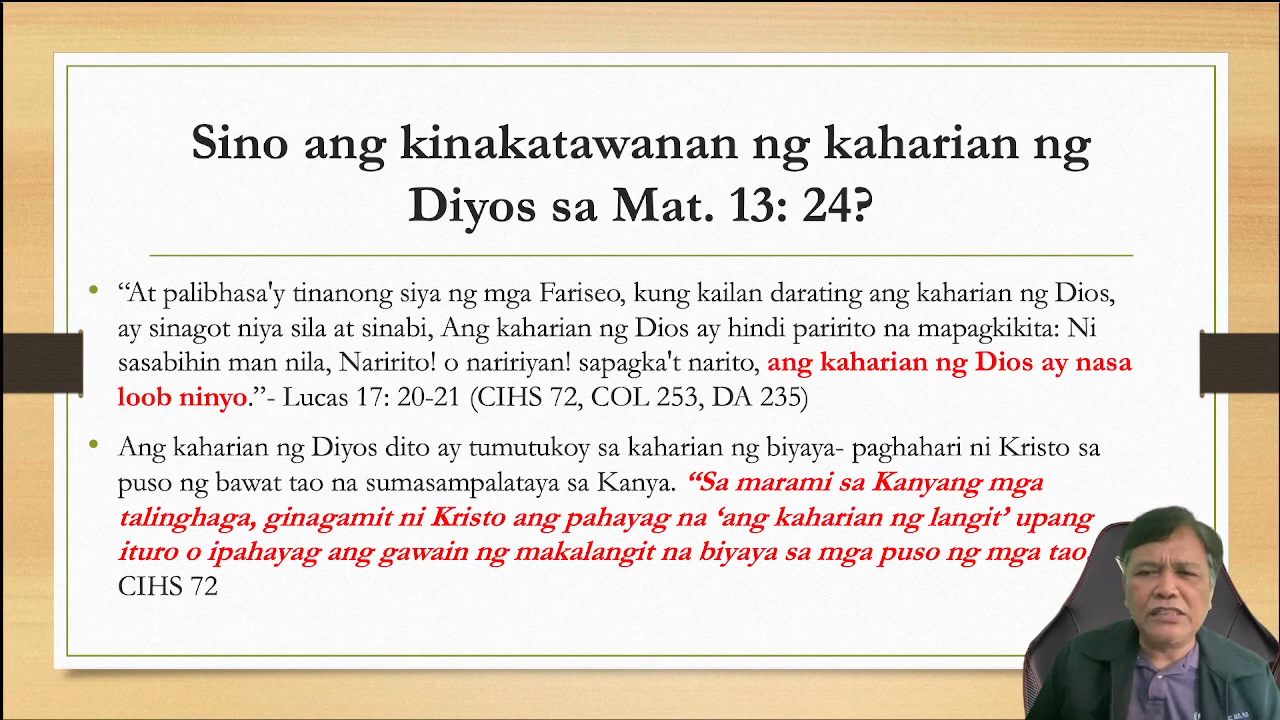 Sino ang kinakatawanan ng kaharian ng
Diyos sa Mat. 13: 24?
• “At palibhasa'y tinanong siya ng mga Fariseo, kung kailan darating ang kaharian ng Dios,
ay sinagot niya sila at sinabi, Ang kaharian ng Dios ay hindi paririto na mapagkikita: Ni
sasabihin man nila, Naririto! o naririyan! sapagka't narito, ang kaharian ng Dios ay nasa
loob ninyo.”- Lucas 17: 20-21 (CIHS 72, COL 253, DA 235)
• Ang kaharian ng Diyos dito ay tumutukoy sa kaharian ng biyaya- paghahari ni Kristo sa
puso ng bawat tao na sumasampalataya sa Kanya. “Sa marami sa Kanyang mga
talinghaga, ginagamit ni Kristo ang pahayag na ‘ang kaharian ng langit’ upang
ituro o ipahayag ang gawain ng makalangit na biyaya sa mga puso ng mga tao
CIHS 72